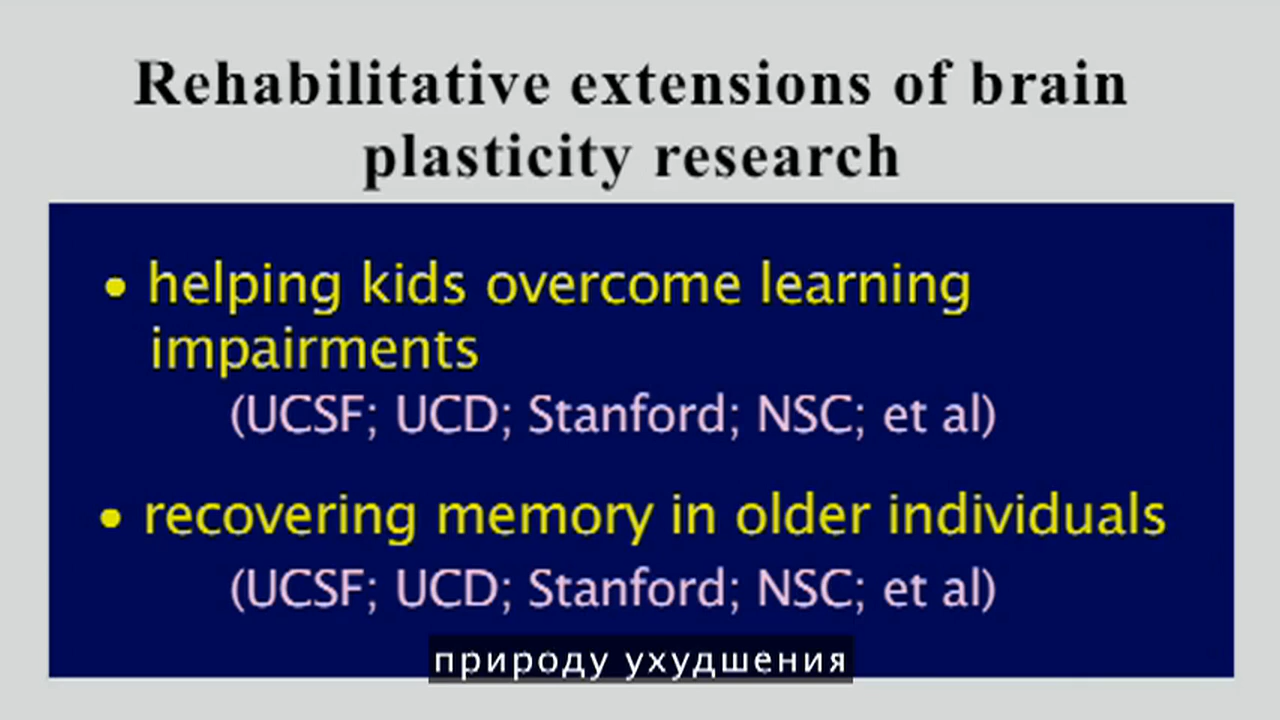 Rehabilitative extensions of brain
plasticity research
• helping kids overcome learning
impairments
(UCSF; UCD; Stanford; NSC; et al)
• recovering memory in older individuals
(UCSF; UCD; Stanford; NSC; et al)
природу ухудшения